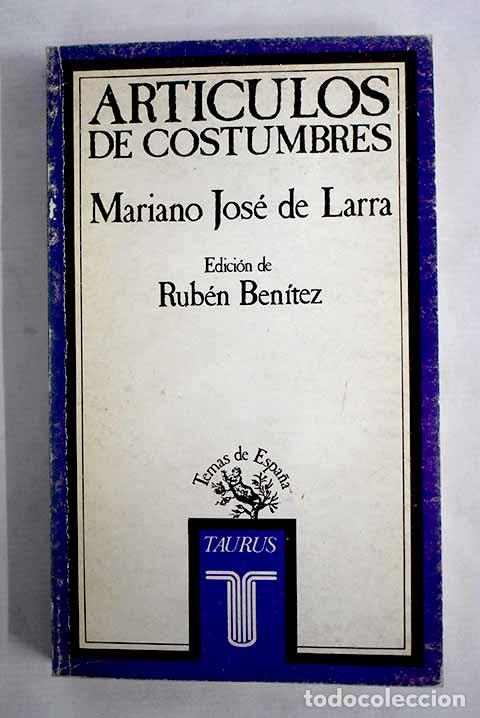 ARTICULOS
DE COSTUMBRES
Mariano José de Larra
Edición de
Rubén Benítez
Temas de España
TAURUS
todocoleccion